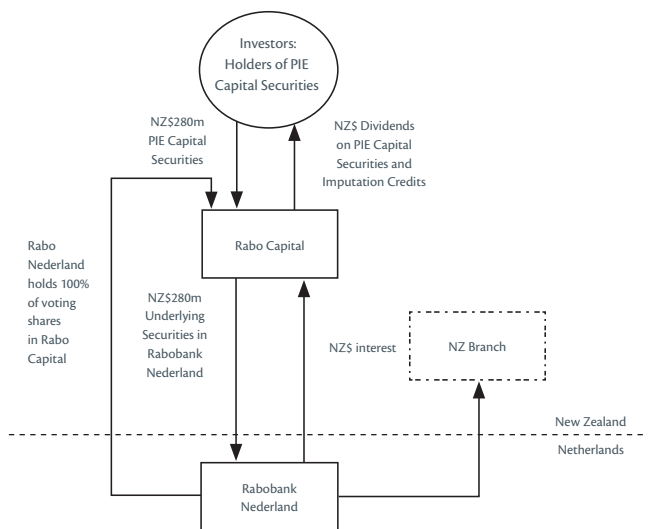 Investors:
Holders of PIE
Capital Securities
NZ$280m
PIE Capital
Securities
NZ$ Dividends
on PIE Capital
Securities and
Imputation Credits
Rabo Capital
Rabo
Nederland
holds 100%
of voting
shares
in Rabo
Capital
NZ$280m
Underlying
Securities in
Rabobank
Nederland
NZ$ interest
NZ Branch
New Zealand
Netherlands
Rabobank
Nederland